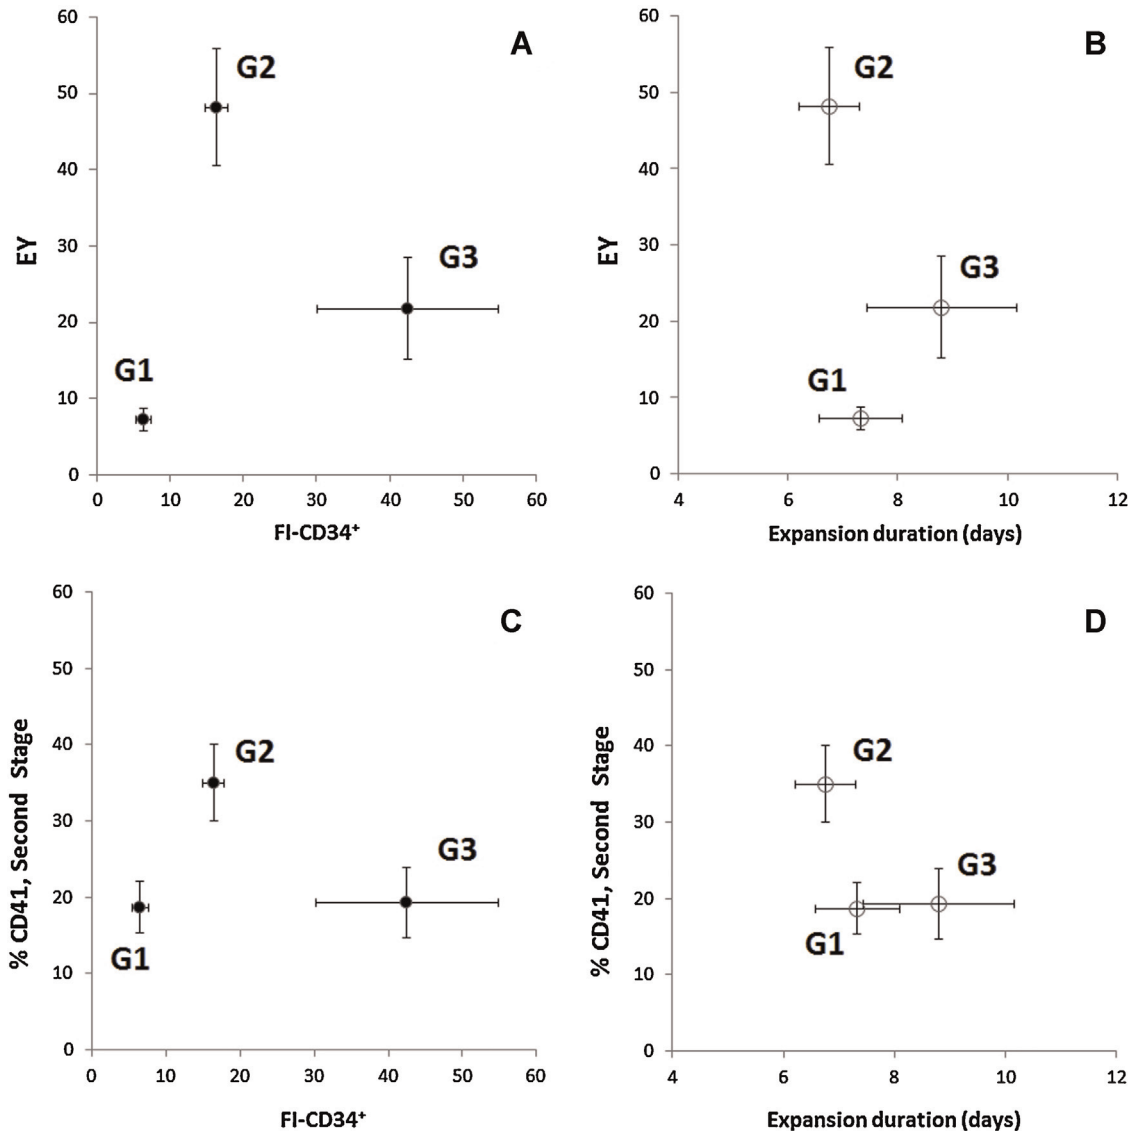 A
60
50
40
30
20
10
0
EY
G2
G3
G1
0 10 20 30 40 50 60
FI-CD34⁺
B
60
50
40
30
20
10
0
EY
G2
G3
G1
4 6 8 10 12
Expansion duration (days)
C
60
50
40
30
20
10
0
% CD41, Second Stage
G2
G3
G1
0 10 20 30 40 50 60
FI-CD34⁺
D
60
50
40
30
20
10
0
% CD41, Second Stage
G2
G3
G1
4 6 8 10 12
Expansion duration (days)